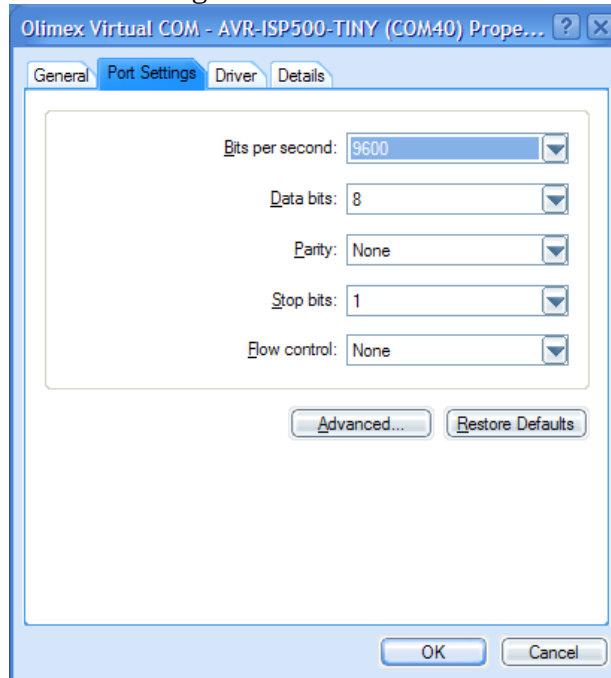 Olimex Virtual COM - AVR-ISP500-TINY (COM40) Prope...
General Port Settings Driver Details
Bits per second: 9600
Data bits: 8
Parity: None
Stop bits: 1
Flow control: None
Advanced... Restore Defaults
OK Cancel